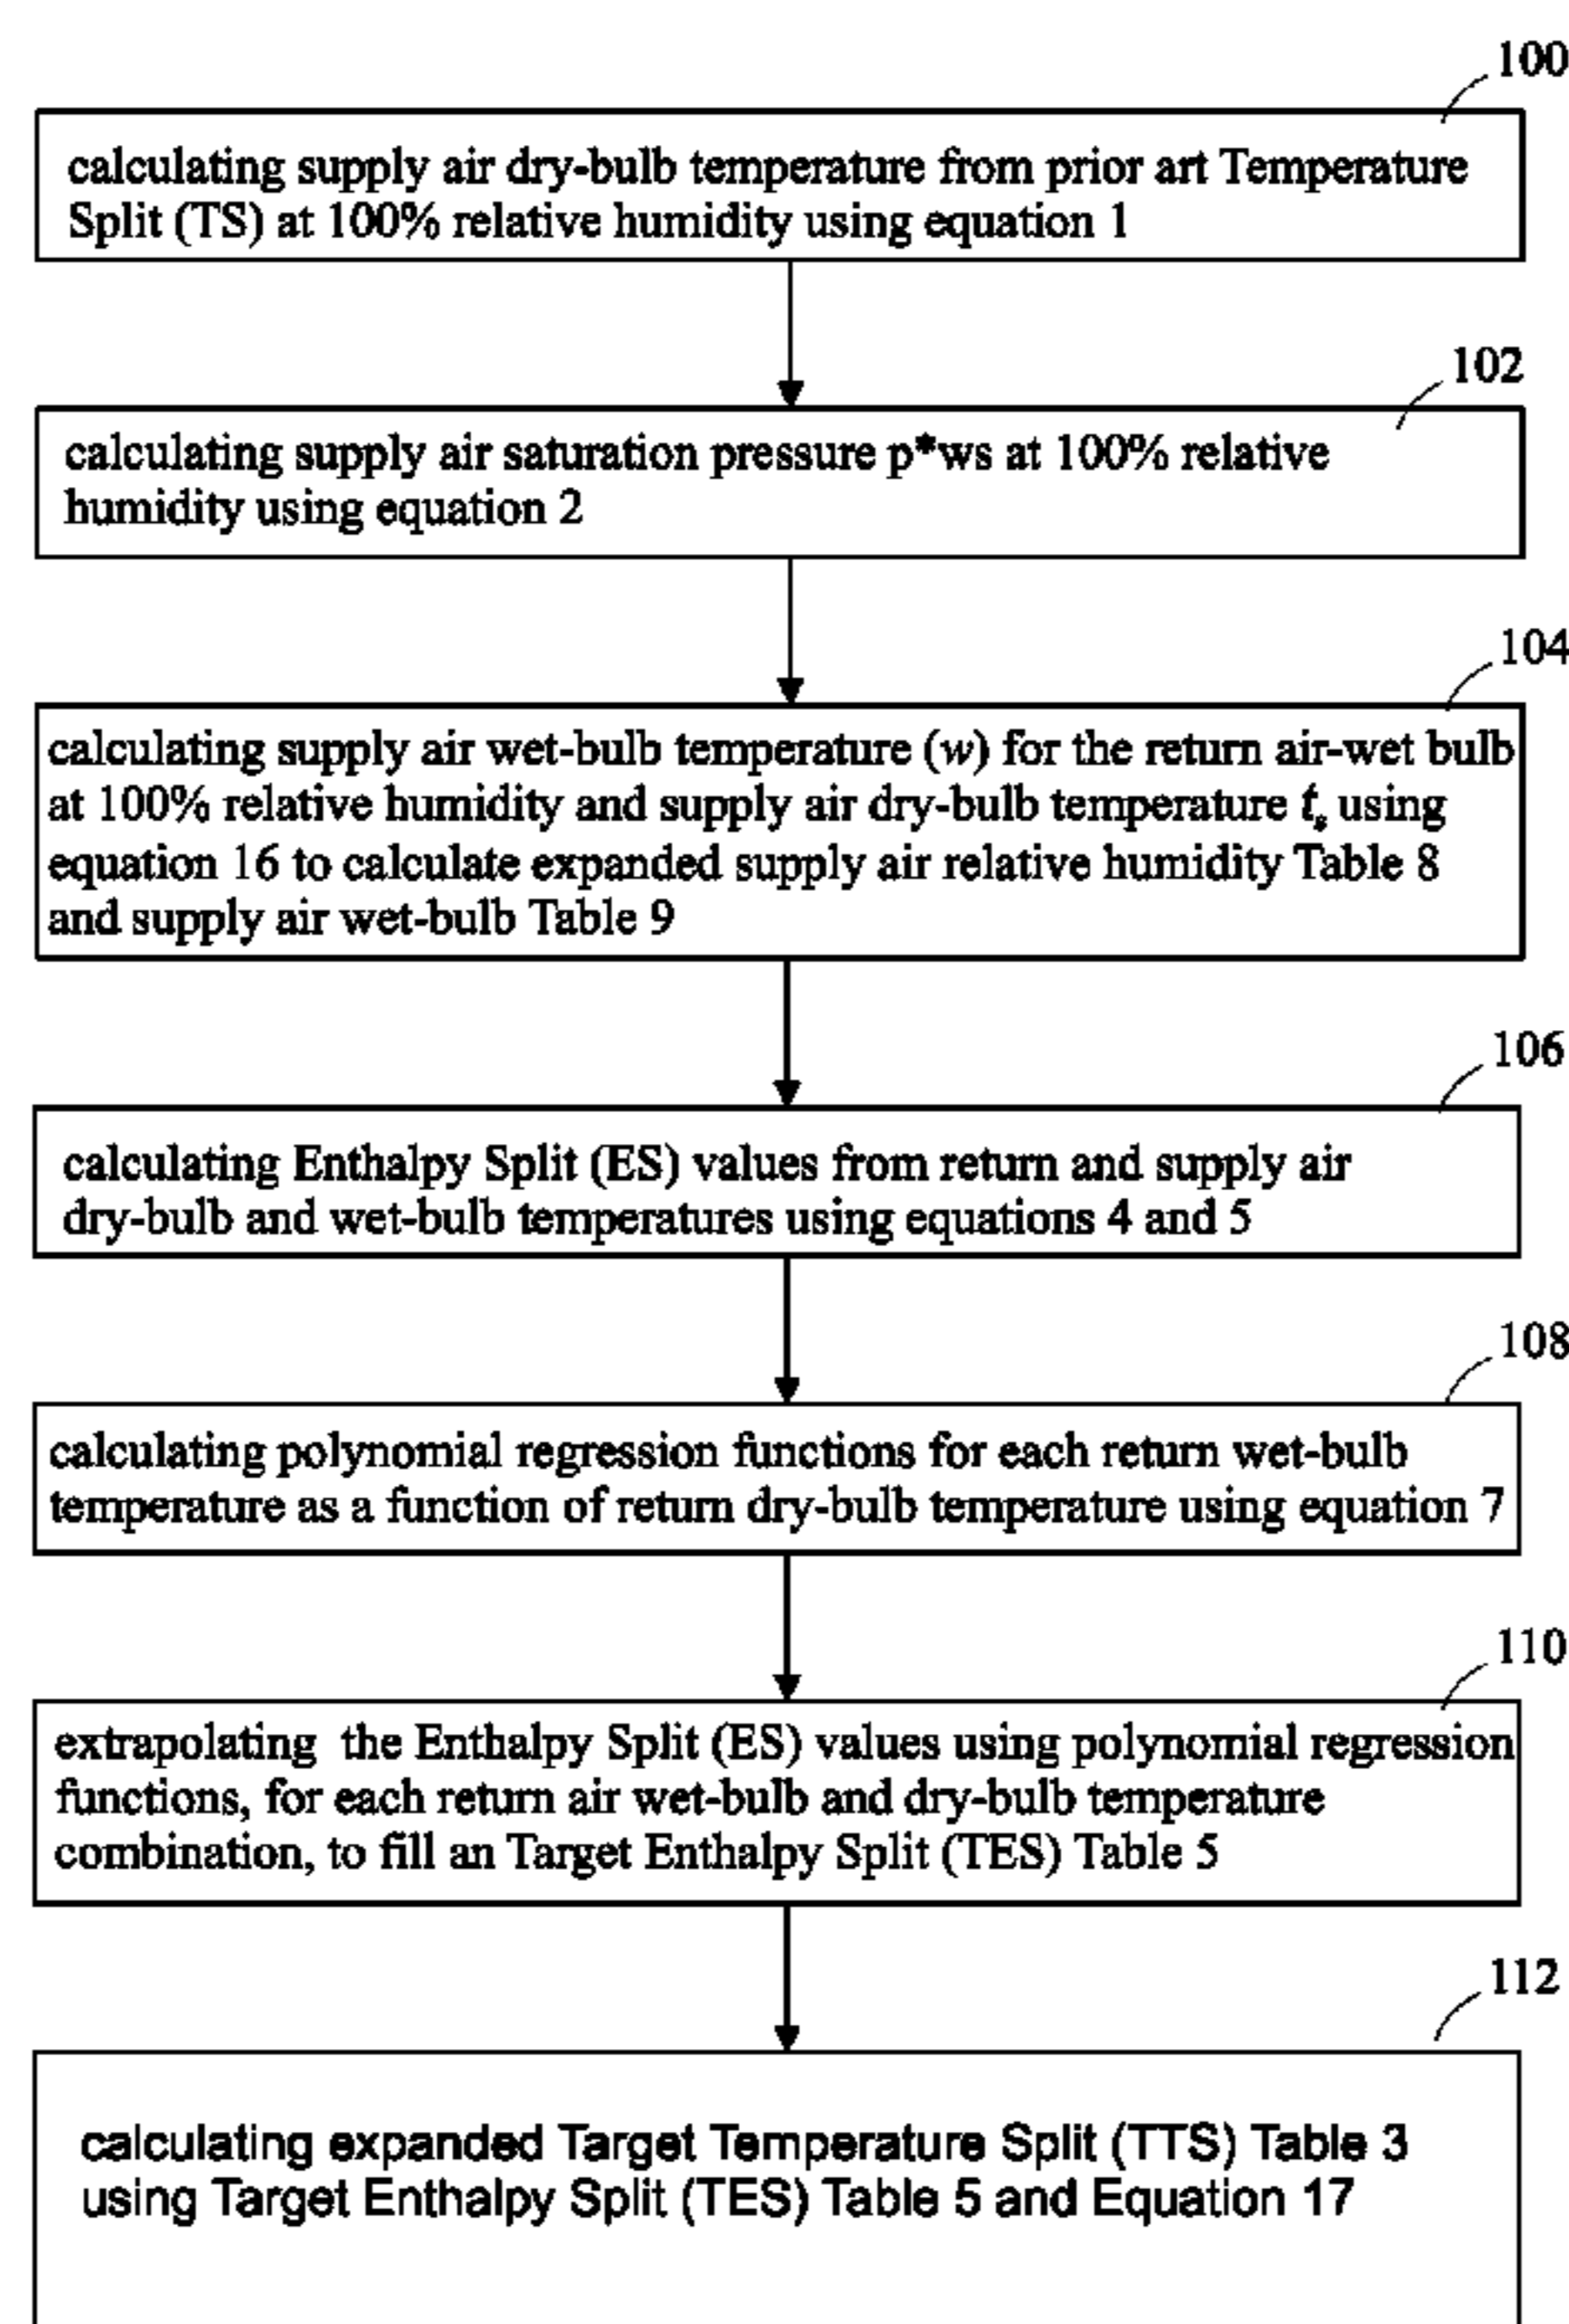 100
calculating supply air dry-bulb temperature from prior art Temperature
Split (TS) at 100% relative humidity using equation 1
102
calculating supply air saturation pressure p*ws at 100% relative
humidity using equation 2
104
calculating supply air wet-bulb temperature (w) for the return air-wet bulb
at 100% relative humidity and supply air dry-bulb temperature tₛ using
equation 16 to calculate expanded supply air relative humidity Table 8
and supply air wet-bulb Table 9
106
calculating Enthalpy Split (ES) values from return and supply air
dry-bulb and wet-bulb temperatures using equations 4 and 5
108
calculating polynomial regression functions for each return wet-bulb
temperature as a function of return dry-bulb temperature using equation 7
110
extrapolating the Enthalpy Split (ES) values using polynomial regression
functions, for each return air wet-bulb and dry-bulb temperature
combination, to fill an Target Enthalpy Split (TES) Table 5
112
calculating expanded Target Temperature Split (TTS) Table 3
using Target Enthalpy Split (TES) Table 5 and Equation 17